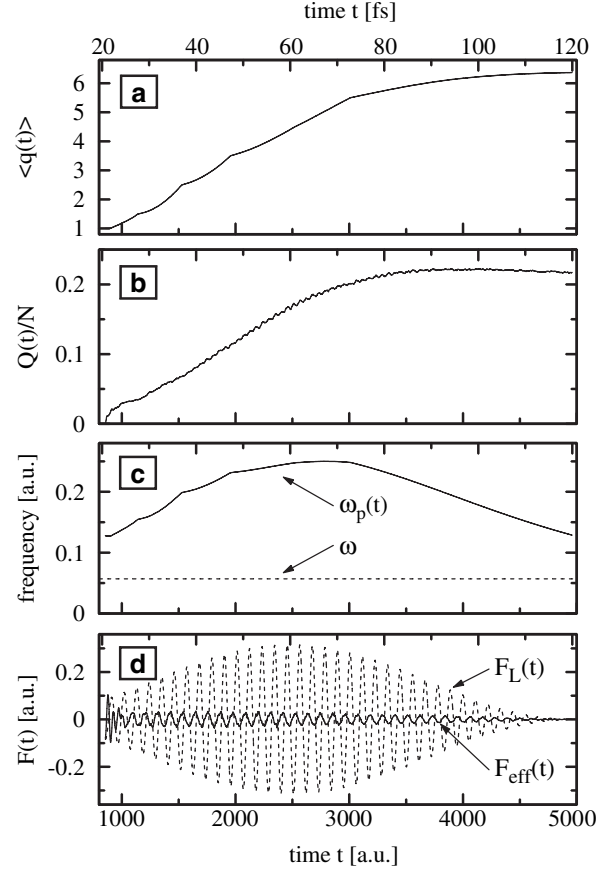 time t [fs]
20 40 60 80 100 120
<q(t)>
6
5
4
3
2
1
a
Q(t)/N
0.2
0.1
0
b
frequency [a.u.]
0.2
0.1
0
c
ωp(t)
ω
F(t) [a.u.]
0.2
0
-0.2
d
FL(t)
Feff(t)
1000 2000 3000 4000 5000
time t [a.u.]